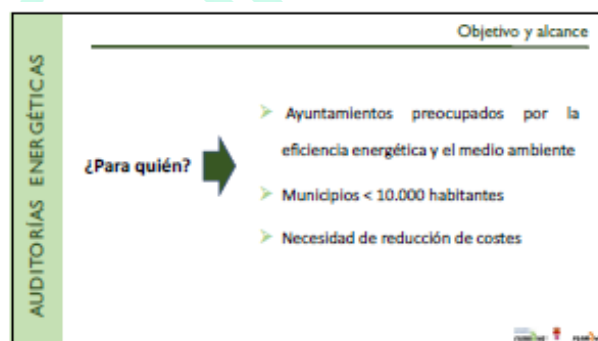 Objetivo y alcance
AUDITORÍAS ENERGÉTICAS
¿Para quién?
Ayuntamientos preocupados por la
eficiencia energética y el medio ambiente
Municipios < 10.000 habitantes
Necesidad de reducción de costes